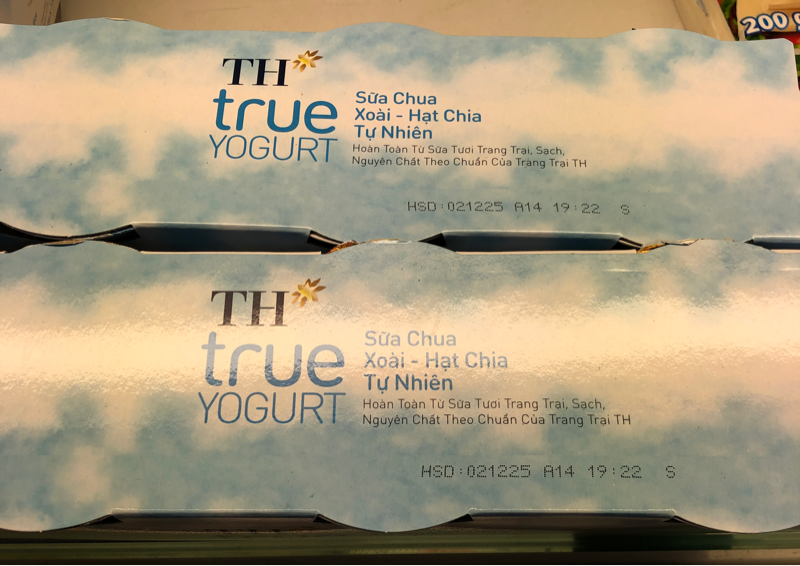 200 g
TH
true
YOGURT
Sữa Chua
Xoài - Hạt Chia
Tự Nhiên
Hoàn Toàn Từ Sữa Tươi Trang Trại, Sạch,
Nguyên Chất Theo Chuẩn Của Trang Trại TH
HSD:021225 A14 19:22 S
TH
true
YOGURT
Sữa Chua
Xoài - Hạt Chia
Tự Nhiên
Hoàn Toàn Từ Sữa Tươi Trang Trại, Sạch,
Nguyên Chất Theo Chuẩn Của Trang Trại TH
HSD:021225 A14 19:22 S